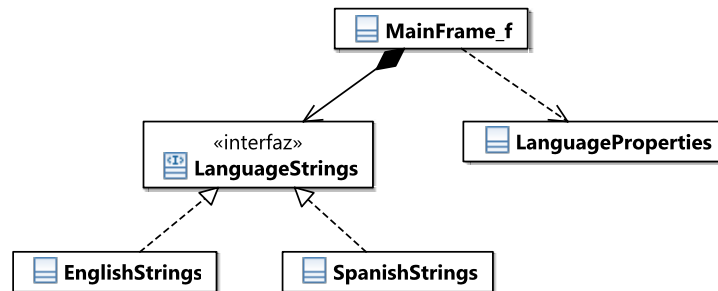 MainFrame_f
«interfaz»
LanguageStrings
LanguageProperties
EnglishStrings
SpanishStrings